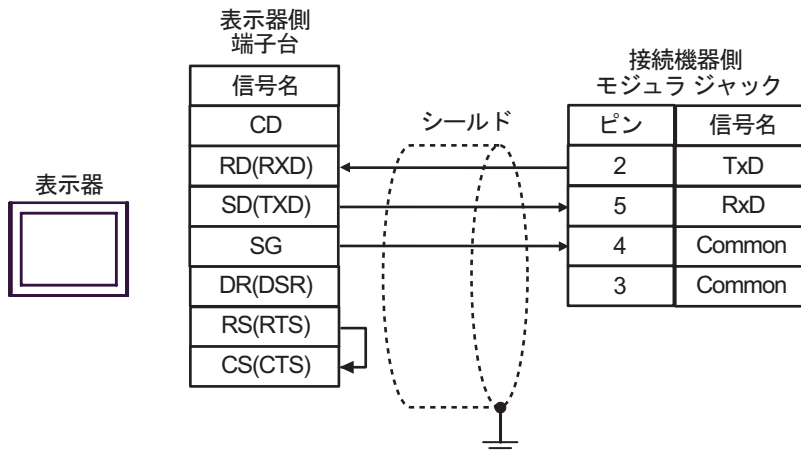 表示器側
端子台
接続機器側
モジュラ ジャック
信号名
ピン 信号名
CD
シールド
RD(RXD) 2 TxD
表示器
SD(TXD) 5 RxD
SG 4 Common
DR(DSR) 3 Common
RS(RTS)
CS(CTS)